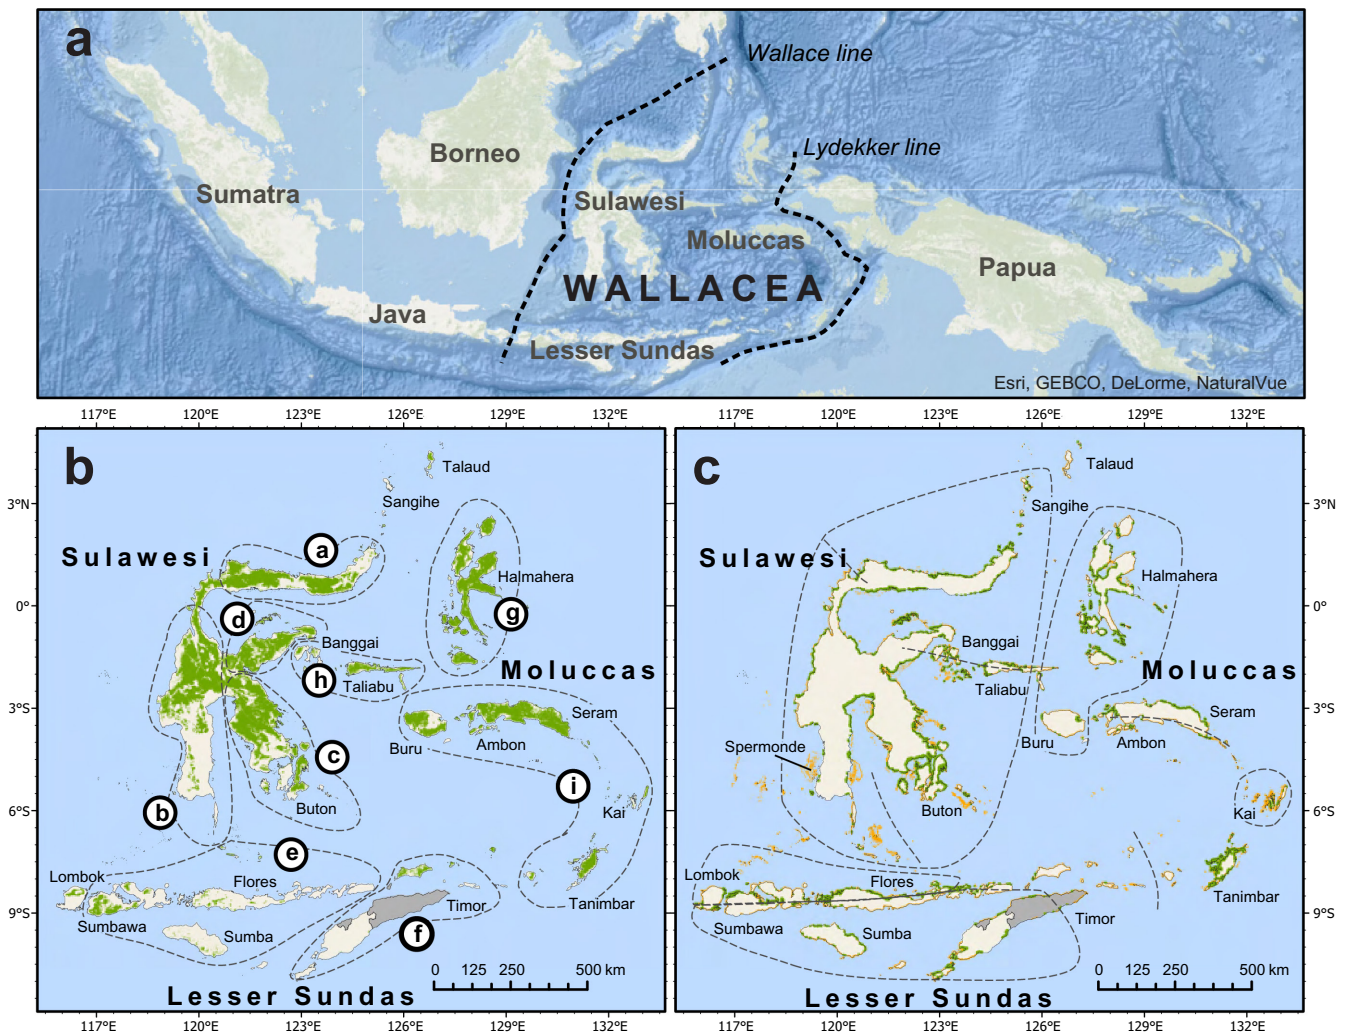 a
Wallace line
Lydekker line
Borneo
Sumatra
Sulawesi
Moluccas
Papua
WALLACEA
Java
Lesser Sundas
Esri, GEBCO, DeLorme, NaturalVue
117°E 120°E 123°E 126°E 129°E 132°E
117°E 120°E 123°E 126°E 129°E 132°E
b
Talaud
Sangihe
3°N
Sulawesi
a
Halmahera
0°
g
d
Banggai
Moluccas
h
Taliabu
3°S
Seram
Buru
Ambon
c
i
Buton
Kai
6°S
b
e
Lombok
Flores
Tanimbar
Timor
9°S
Sumbawa
Sumba
f
0 125 250 500 km
Lesser Sundas
117°E 120°E 123°E 126°E 129°E 132°E
c
Talaud
Sangihe
3°N
Sulawesi
Halmahera
0°
Banggai
Moluccas
Taliabu
3°S
Seram
Buru
Ambon
Spermonde
Buton
Kai
6°S
Lombok
Flores
Tanimbar
9°S
Timor
Sumbawa
Sumba
0 125 250 500 km
Lesser Sundas
117°E 120°E 123°E 126°E 129°E 132°E